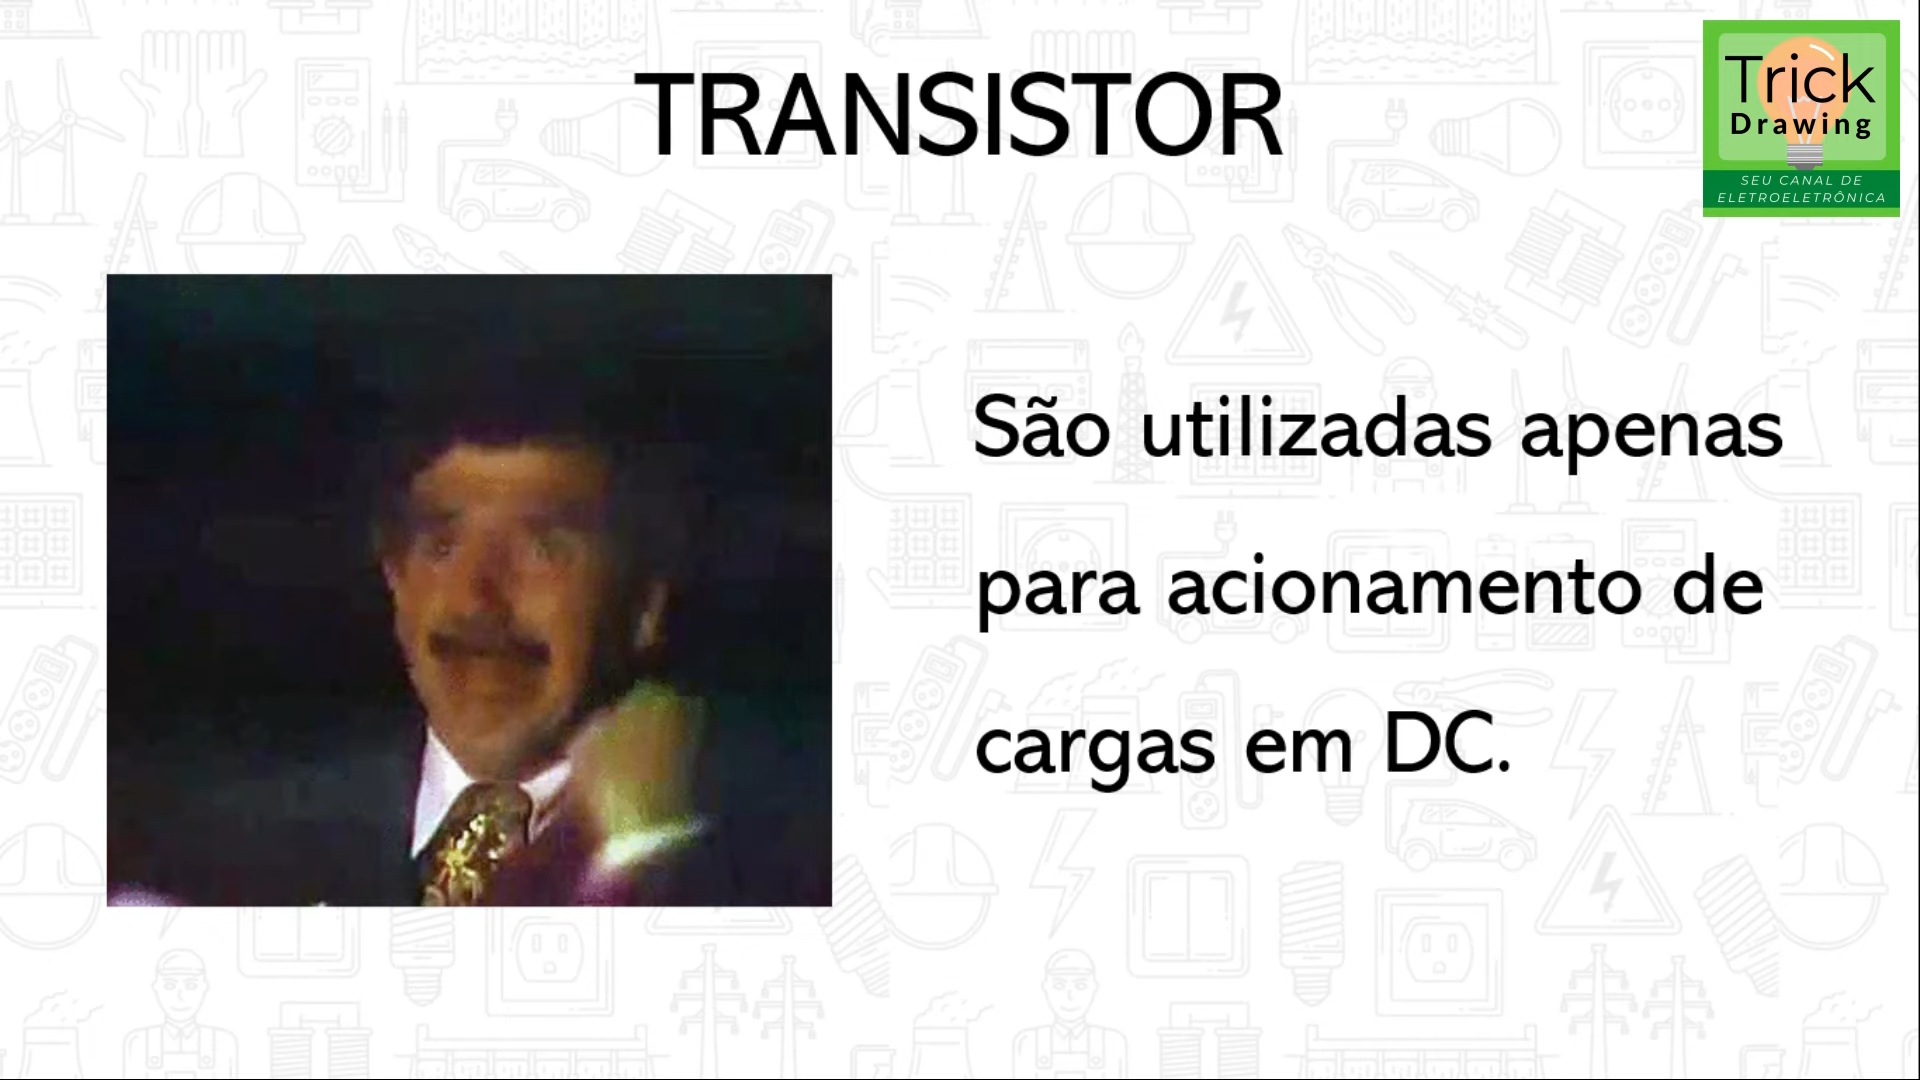 TRANSISTOR
Trick
Drawing
SEU CANAL DE
ELETROELETRÔNICA
São utilizadas apenas
para acionamento de
cargas em DC.